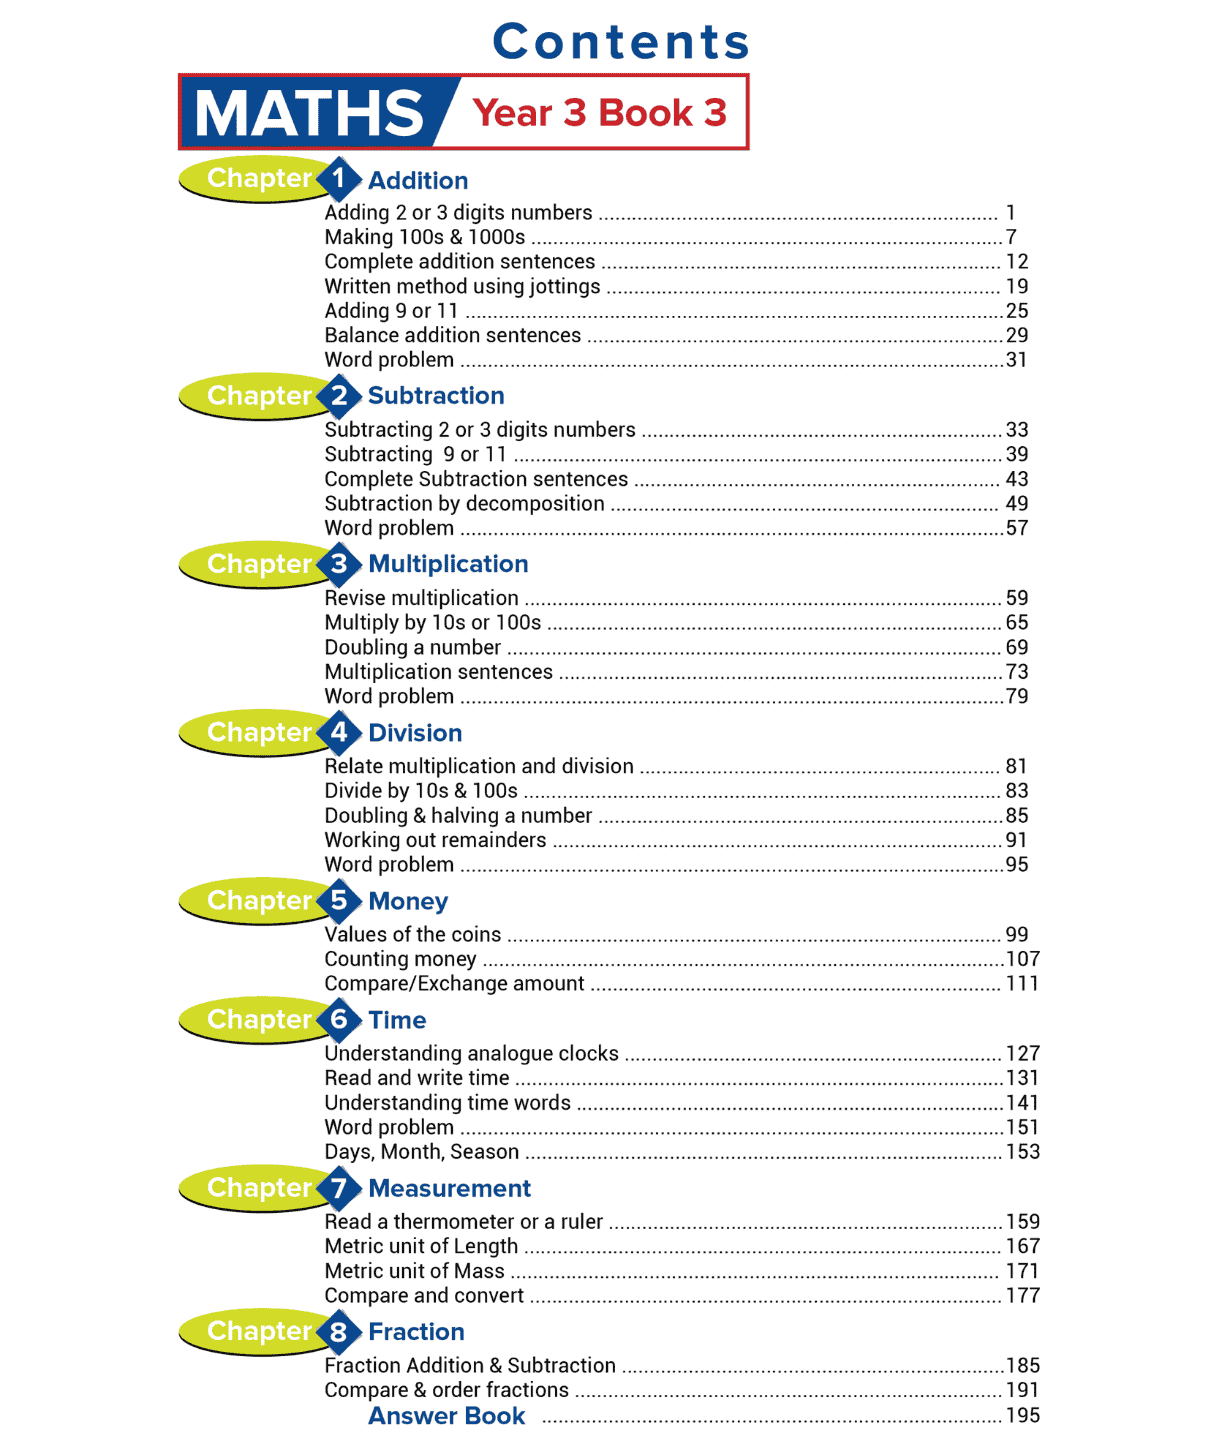 Contents
MATHS Year 3 Book 3
Chapter 1 Addition
Adding 2 or 3 digits numbers ........................................................................ 1
Making 100s & 1000s .....................................................................................7
Complete addition sentences ........................................................................ 12
Written method using jottings ....................................................................... 19
Adding 9 or 11 .................................................................................................25
Balance addition sentences ...........................................................................29
Word problem ..................................................................................................31
Chapter 2 Subtraction
Subtracting 2 or 3 digits numbers ................................................................. 33
Subtracting 9 or 11 ........................................................................................ 39
Complete Subtraction sentences .................................................................. 43
Subtraction by decomposition ...................................................................... 49
Word problem ..................................................................................................57
Chapter 3 Multiplication
Revise multiplication ...................................................................................... 59
Multiply by 10s or 100s .................................................................................. 65
Doubling a number ......................................................................................... 69
Multiplication sentences ................................................................................73
Word problem ..................................................................................................79
Chapter 4 Division
Relate multiplication and division ................................................................. 81
Divide by 10s & 100s ...................................................................................... 83
Doubling & halving a number .........................................................................85
Working out remainders ................................................................................. 91
Word problem ..................................................................................................95
Chapter 5 Money
Values of the coins ......................................................................................... 99
Counting money ..............................................................................................107
Compare/Exchange amount .......................................................................... 111
Chapter 6 Time
Understanding analogue clocks .................................................................... 127
Read and write time ........................................................................................131
Understanding time words .............................................................................141
Word problem ..................................................................................................151
Days, Month, Season ...................................................................................... 153
Chapter 7 Measurement
Read a thermometer or a ruler .......................................................................159
Metric unit of Length ...................................................................................... 167
Metric unit of Mass ........................................................................................ 171
Compare and convert ..................................................................................... 177
Chapter 8 Fraction
Fraction Addition & Subtraction .....................................................................185
Compare & order fractions ............................................................................. 191
Answer Book ................................................................................... 195